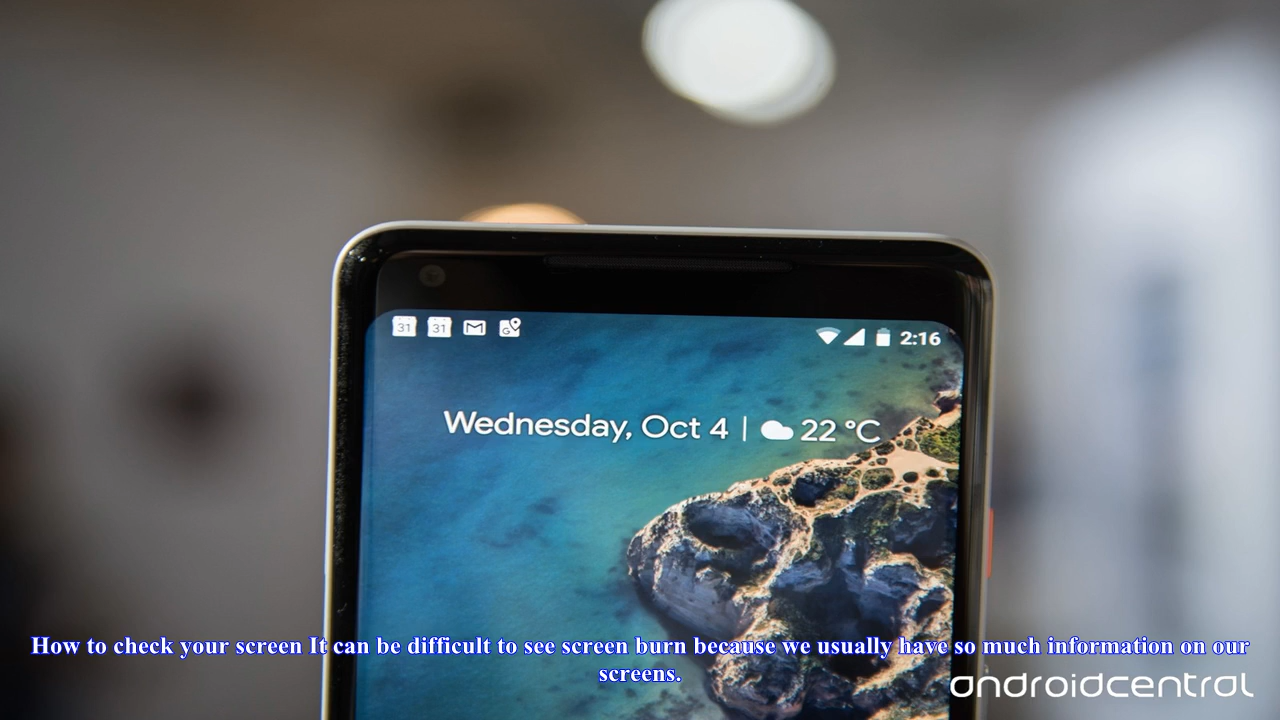 31 31 G 2:16
Wednesday, Oct 4 | 22 °C
How to check your screen It can be difficult to see screen burn because we usually have so much information on our
screens.
androidcentral